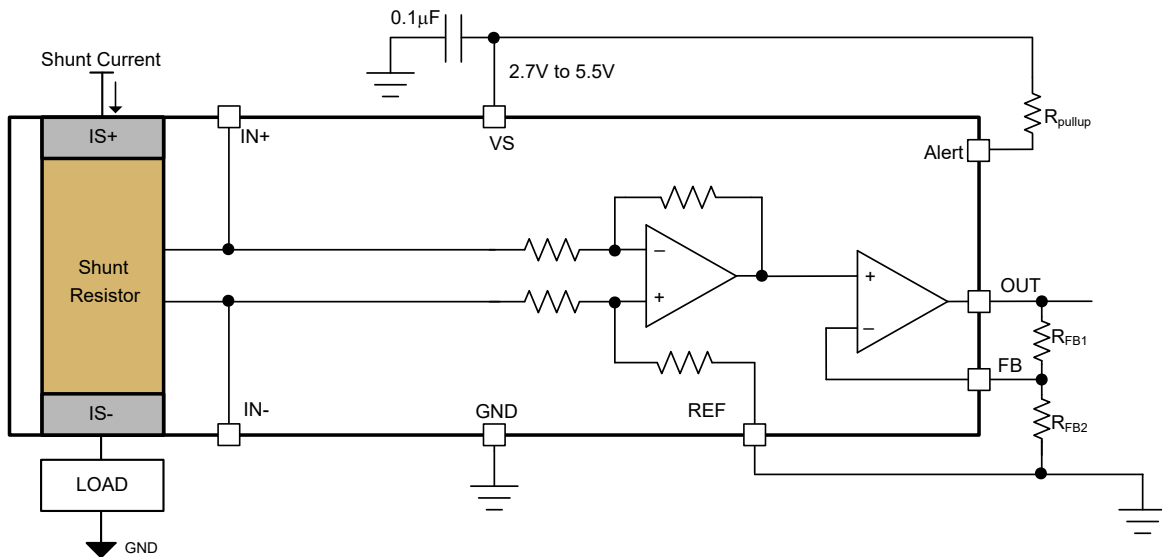 0.1μF
Shunt Current
2.7V to 5.5V
Rpullup
IS+
IN+
VS
Alert
Shunt
Resistor
−
+
+
−
OUT
RFB1
FB
RFB2
IS-
IN-
GND
REF
LOAD
GND